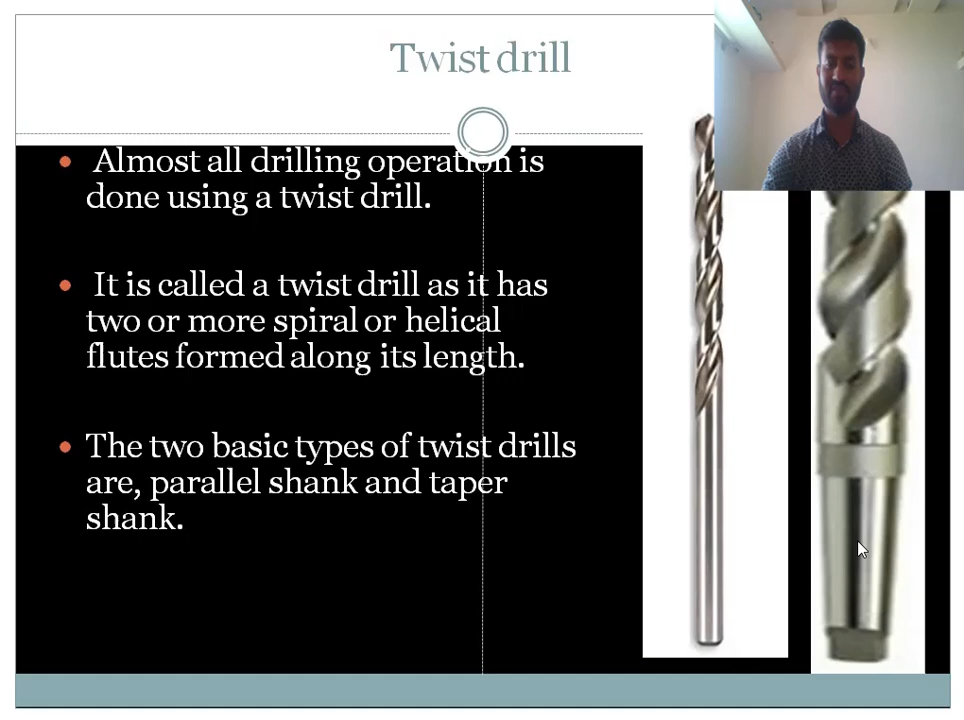 Twist drill
Almost all drilling operation is
done using a twist drill.
It is called a twist drill as it has
two or more spiral or helical
flutes formed along its length.
The two basic types of twist drills
are, parallel shank and taper
shank.